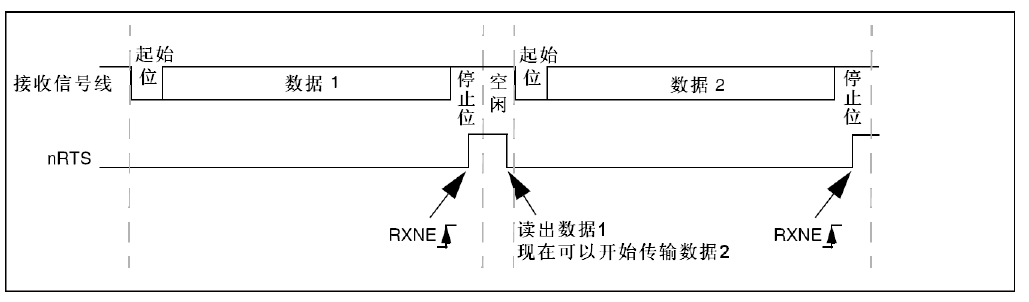 起始
位
数据 1
停止位
空闲
起始
位
数据 2
停止位
接收信号线
nRTS
RXNE
读出数据1
现在可以开始传输数据2
RXNE